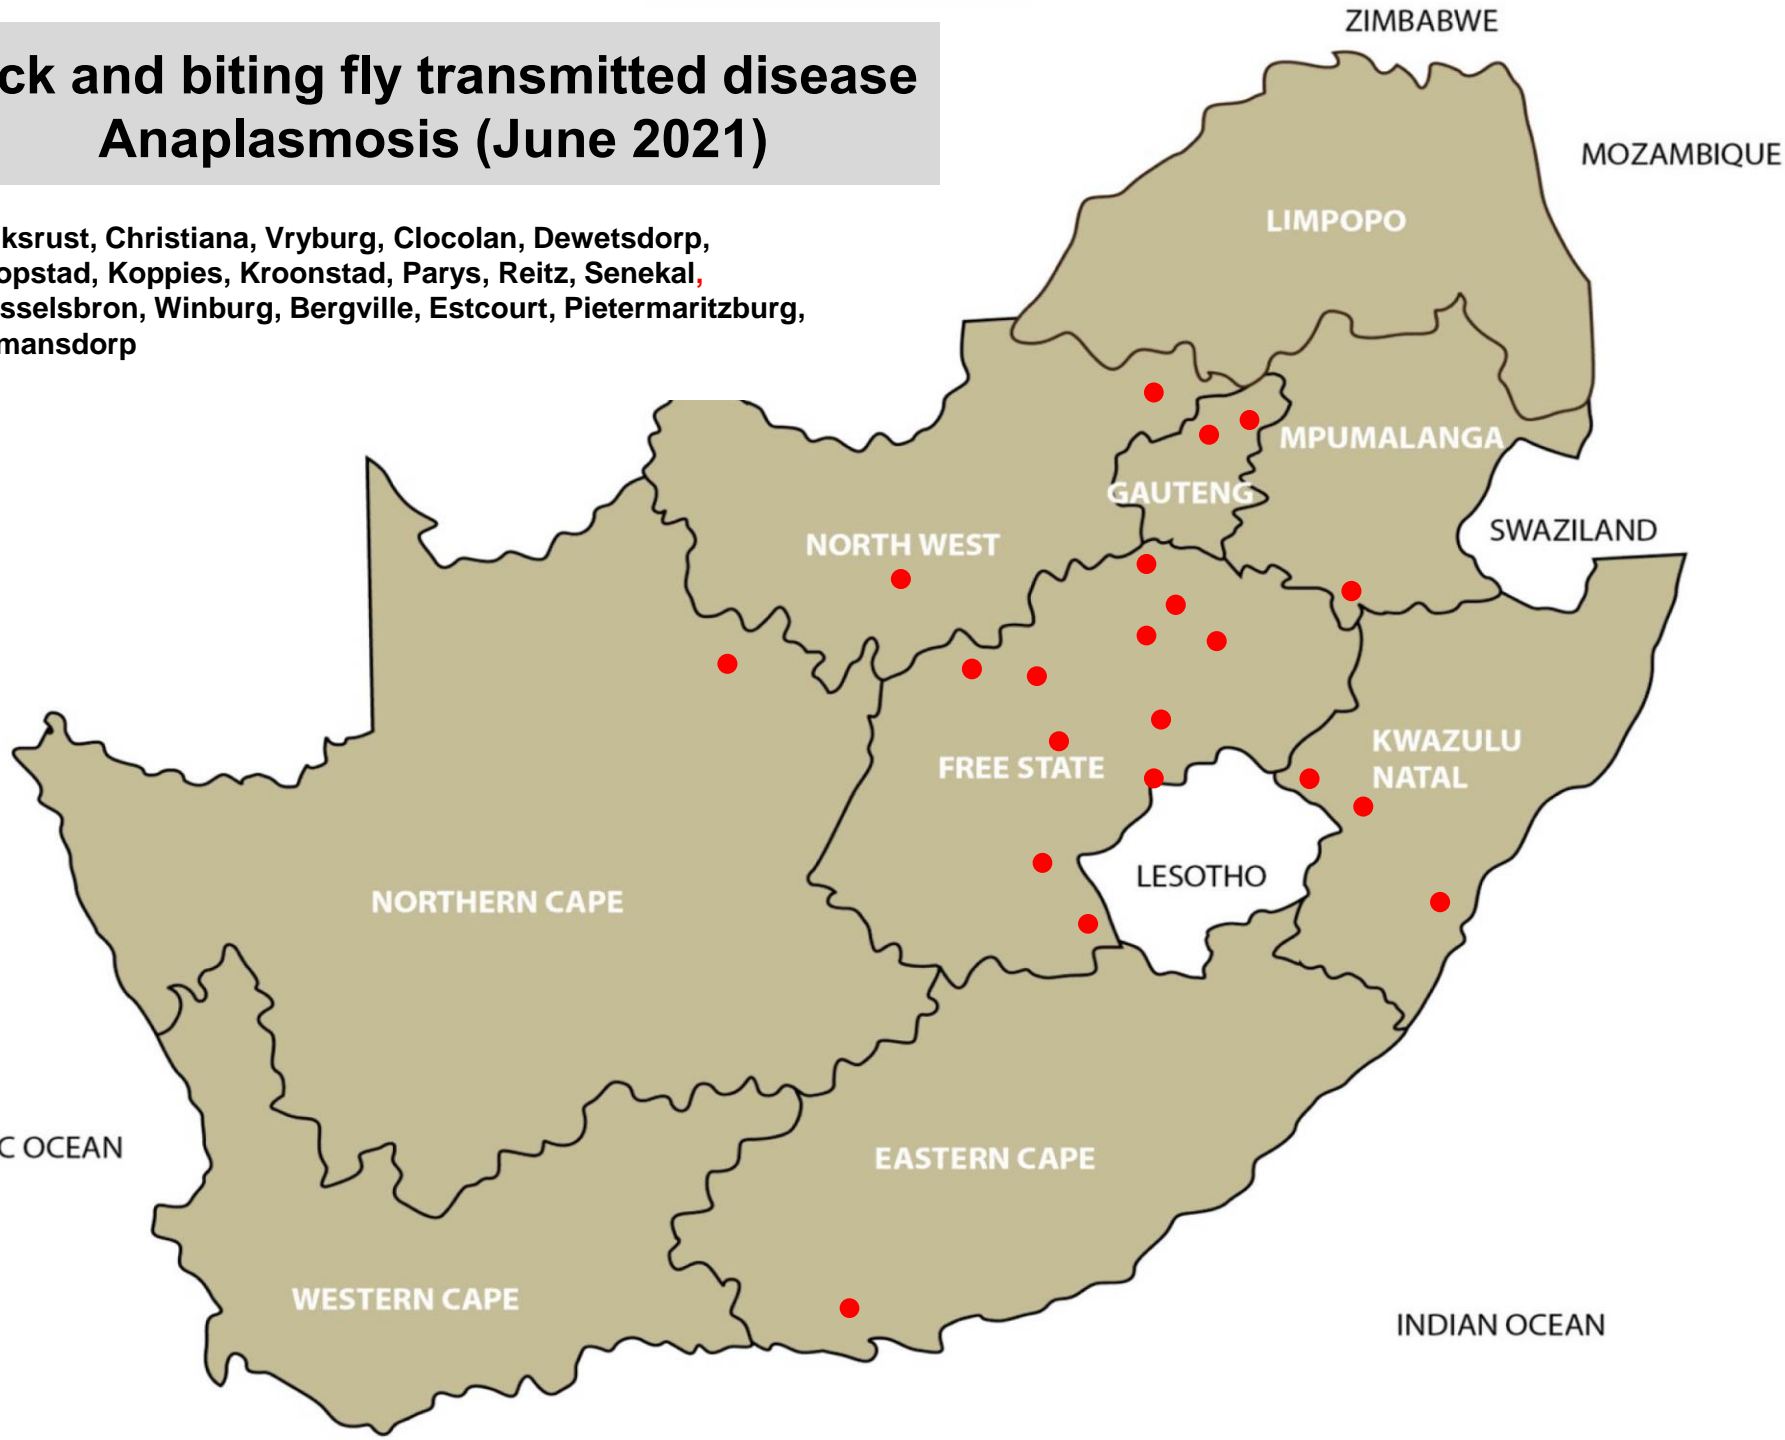 ck and biting fly transmitted disease
Anaplasmosis (June 2021)
ksrust, Christiana, Vryburg, Clocolan, Dewetsdorp,
opstad, Koppies, Kroonstad, Parys, Reitz, Senekal,
sselsbron, Winburg, Bergville, Estcourt, Pietermaritzburg,
mansdorp
ZIMBABWE
MOZAMBIQUE
LIMPOPO
MPUMALANGA
GAUTENG
SWAZILAND
NORTH WEST
KWAZULU
NATAL
FREE STATE
LESOTHO
NORTHERN CAPE
C OCEAN
EASTERN CAPE
WESTERN CAPE
INDIAN OCEAN